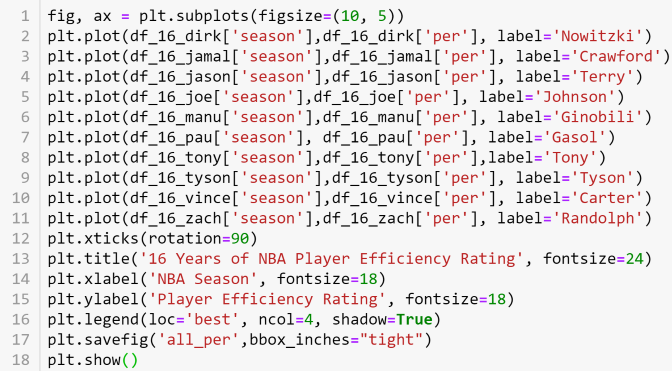 1 fig, ax = plt.subplots(figsize=(10, 5))
2 plt.plot(df_16_dirk['season'],df_16_dirk['per'], label='Nowitzki')
3 plt.plot(df_16_jamal['season'],df_16_jamal['per'], label='Crawford')
4 plt.plot(df_16_jason['season'],df_16_jason['per'], label='Terry')
5 plt.plot(df_16_joe['season'],df_16_joe['per'], label='Johnson')
6 plt.plot(df_16_manu['season'],df_16_manu['per'], label='Ginobili')
7 plt.plot(df_16_pau['season'], df_16_pau['per'], label='Gasol')
8 plt.plot(df_16_tony['season'],df_16_tony['per'],label='Tony')
9 plt.plot(df_16_tyson['season'],df_16_tyson['per'], label='Tyson')
10 plt.plot(df_16_vince['season'],df_16_vince['per'], label='Carter')
11 plt.plot(df_16_zach['season'],df_16_zach['per'], label='Randolph')
12 plt.xticks(rotation=90)
13 plt.title('16 Years of NBA Player Efficiency Rating', fontsize=24)
14 plt.xlabel('NBA Season', fontsize=18)
15 plt.ylabel('Player Efficiency Rating', fontsize=18)
16 plt.legend(loc='best', ncol=4, shadow=True)
17 plt.savefig('all_per',bbox_inches="tight")
18 plt.show()